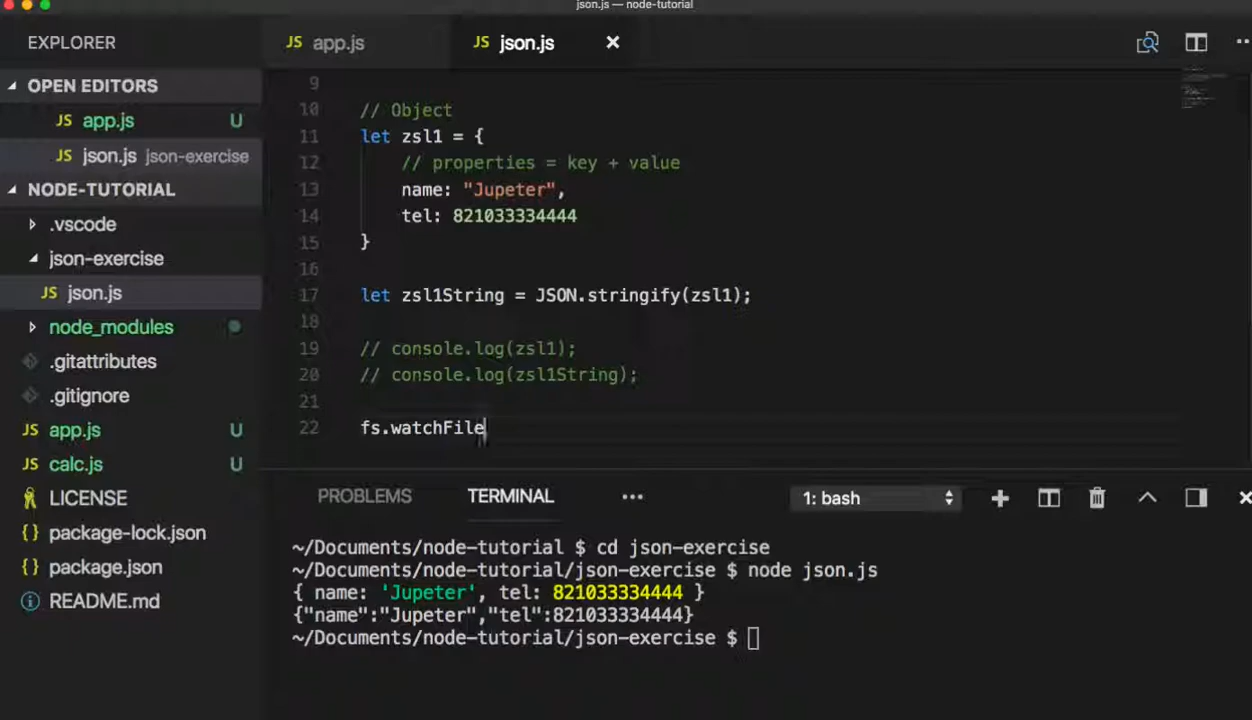 json.js — node-tutorial
EXPLORER
OPEN EDITORS
JS app.js U
JS json.js json-exercise
NODE-TUTORIAL
.vscode
json-exercise
JS json.js
node_modules
.gitattributes
.gitignore
JS app.js U
JS calc.js U
LICENSE
{} package-lock.json
{} package.json
README.md
JS app.js
JS json.js
9
10 // Object
11 let zsl1 = {
12 // properties = key + value
13 name: "Jupeter",
14 tel: 821033334444
15 }
16
17 let zsl1String = JSON.stringify(zsl1);
18
19 // console.log(zsl1);
20 // console.log(zsl1String);
21
22 fs.watchFile
PROBLEMS TERMINAL ••• 1: bash
~/Documents/node-tutorial $ cd json-exercise
~/Documents/node-tutorial/json-exercise $ node json.js
{ name: 'Jupeter', tel: 821033334444 }
{"name":"Jupeter","tel":821033334444}
~/Documents/node-tutorial/json-exercise $